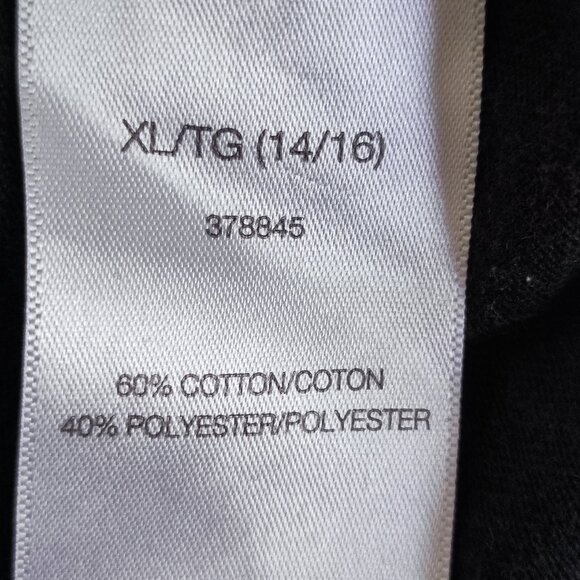 XL/TG (14/16)
378845
60% COTTON/COTON
40% POLYESTER/POLYESTER